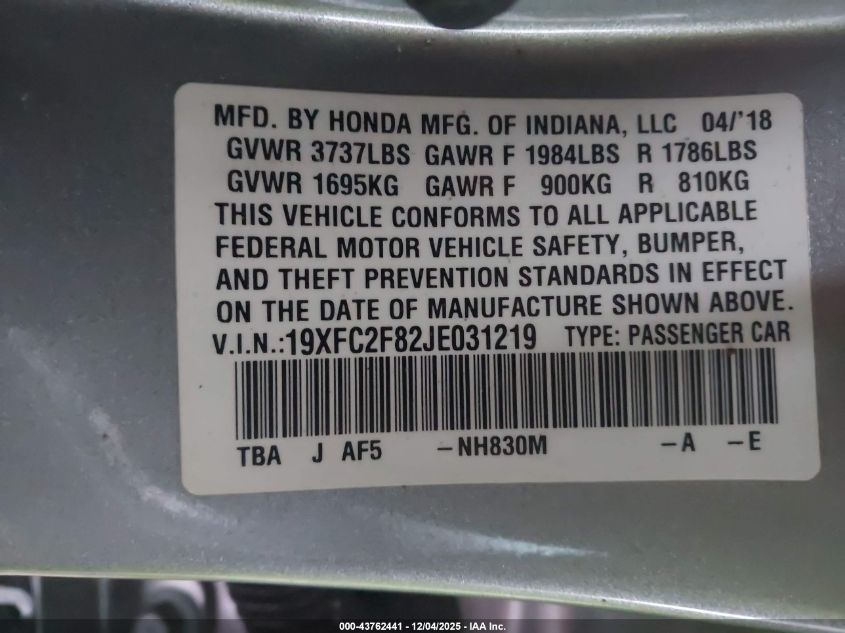 MFD. BY HONDA MFG. OF INDIANA, LLC 04/'18
GVWR 3737LBS GAWR F 1984LBS R 1786LBS
GVWR 1695KG GAWR F 900KG R 810KG
THIS VEHICLE CONFORMS TO ALL APPLICABLE
FEDERAL MOTOR VEHICLE SAFETY, BUMPER,
AND THEFT PREVENTION STANDARDS IN EFFECT
ON THE DATE OF MANUFACTURE SHOWN ABOVE.
V.I.N.:19XFC2F82JE031219 TYPE: PASSENGER CAR
TBA J AF5 -NH830M -A -E
000-43762441 - 12/04/2025 - IAA Inc.